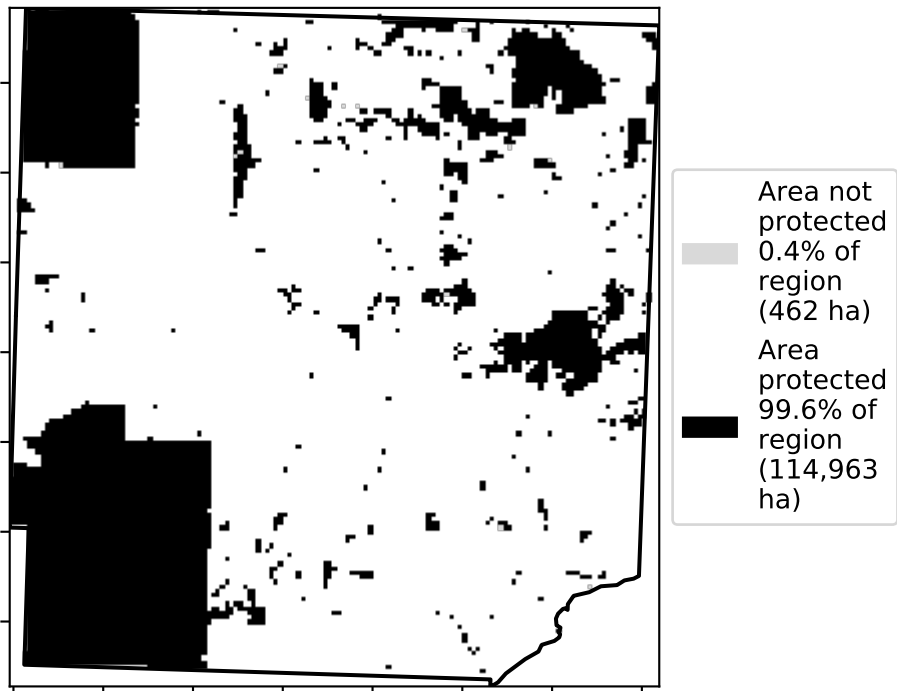 Area not
protected
0.4% of
region
(462 ha)
Area
protected
99.6% of
region
(114,963
ha)